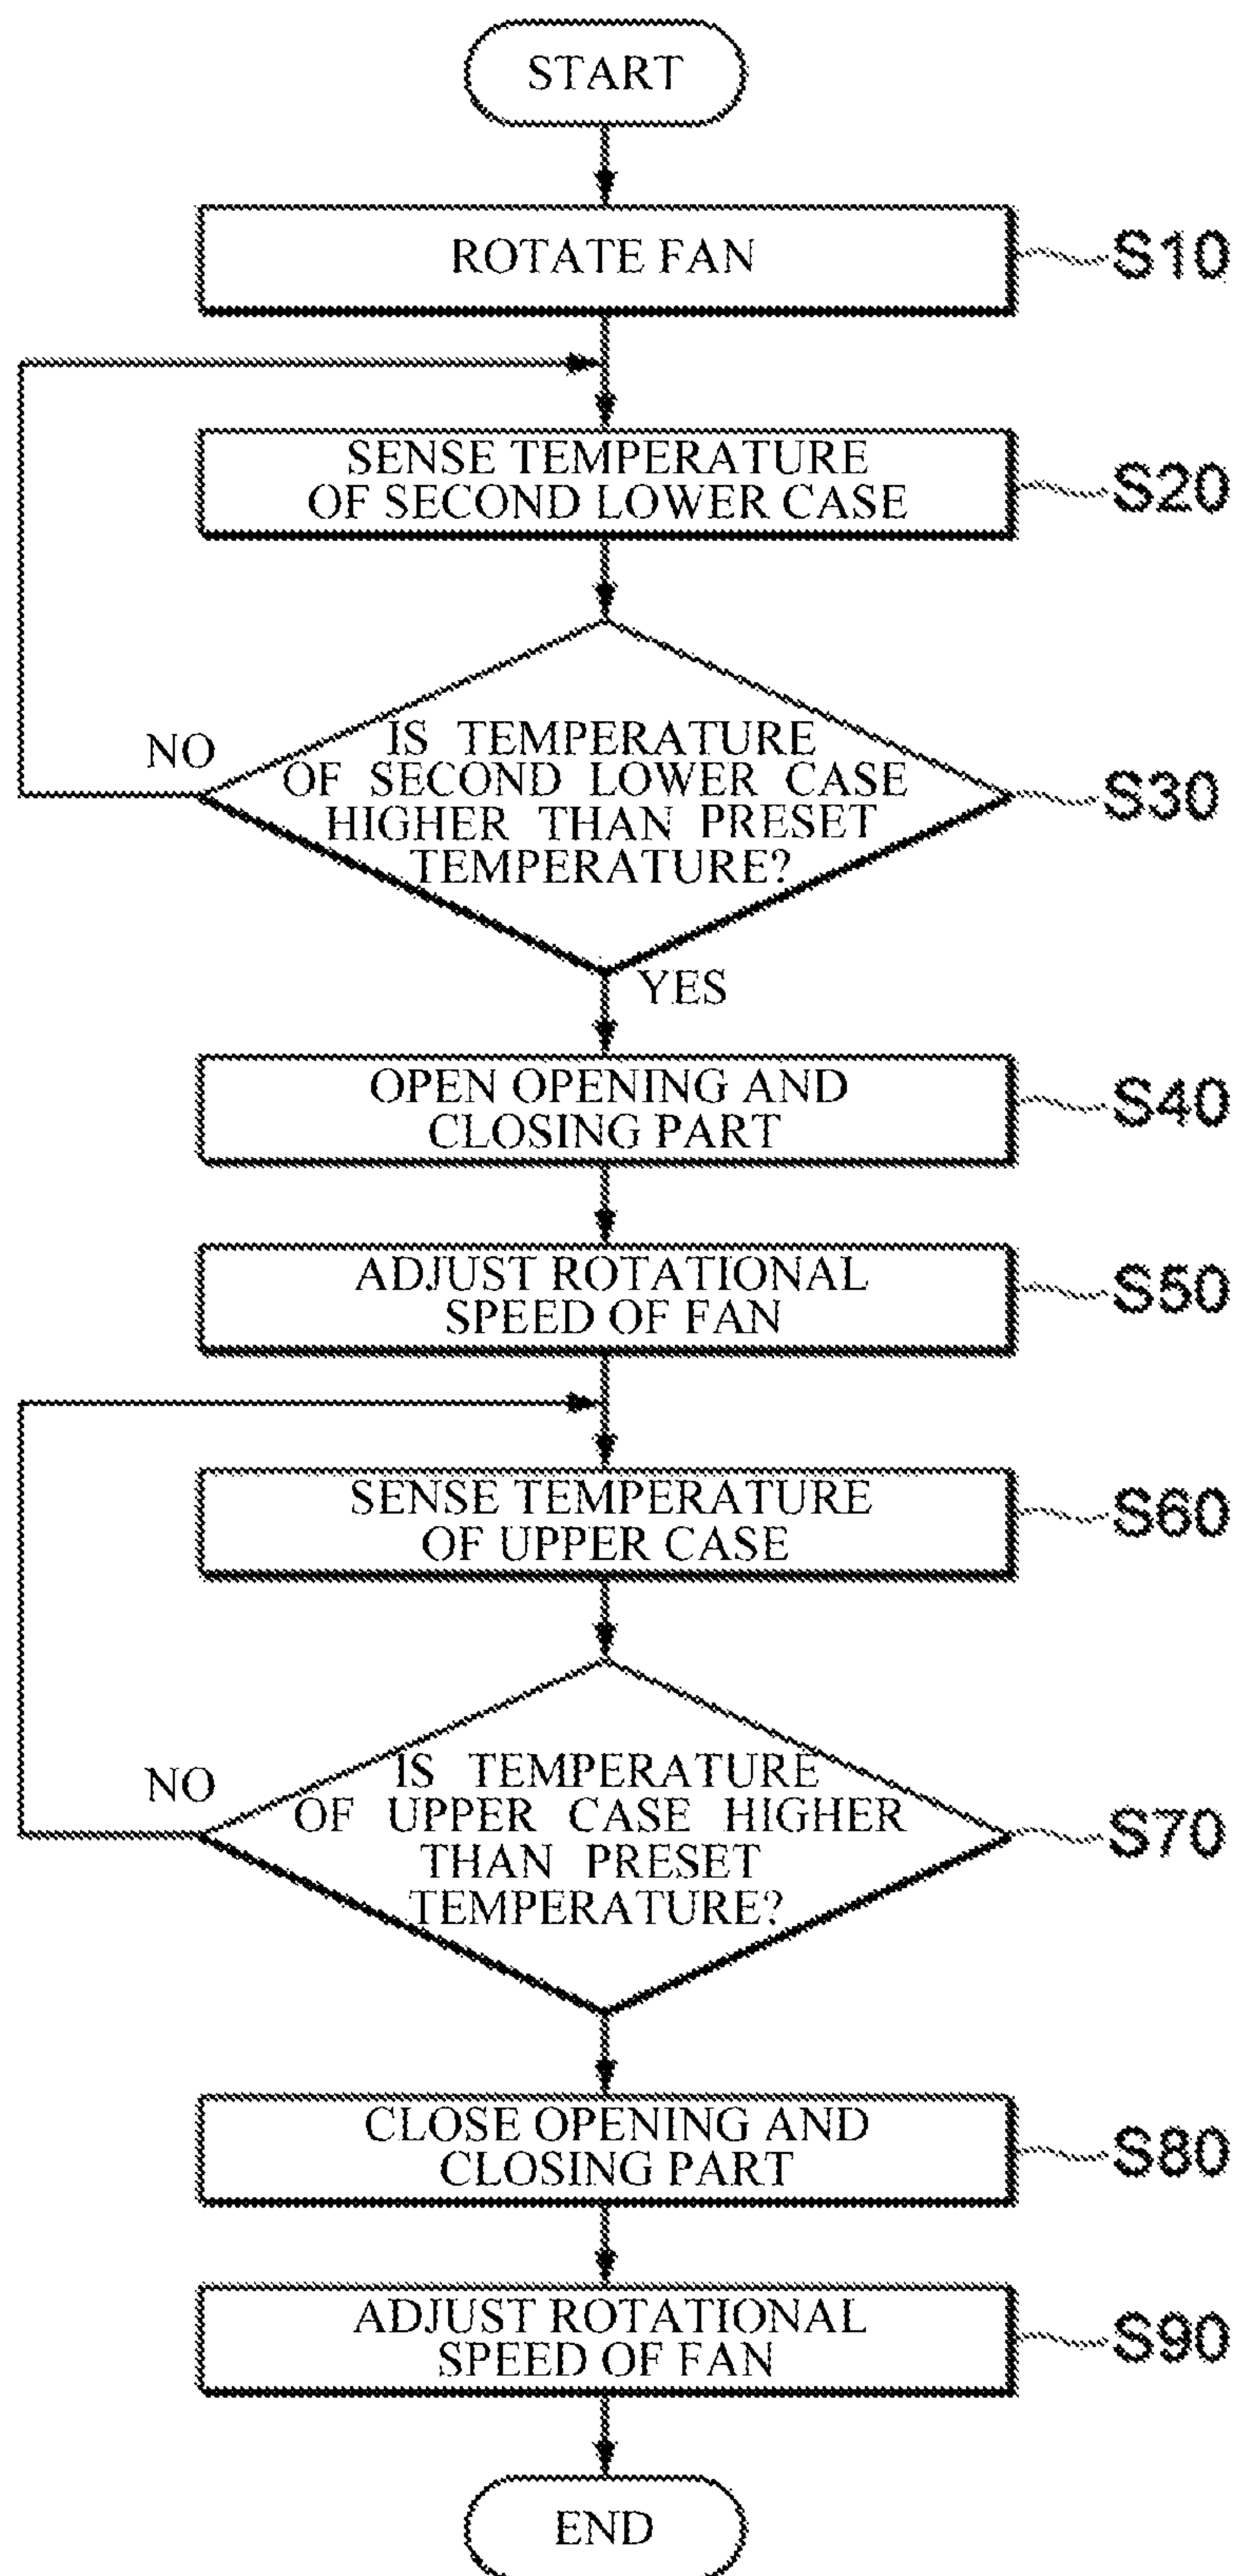 START
ROTATE FAN
S10
SENSE TEMPERATURE
OF SECOND LOWER CASE
S20
IS TEMPERATURE
OF SECOND LOWER CASE
HIGHER THAN PRESET
TEMPERATURE?
S30
NO
YES
OPEN OPENING AND
CLOSING PART
S40
ADJUST ROTATIONAL
SPEED OF FAN
S50
SENSE TEMPERATURE
OF UPPER CASE
S60
IS TEMPERATURE
OF UPPER CASE HIGHER
THAN PRESET
TEMPERATURE?
S70
NO
CLOSE OPENING AND
CLOSING PART
S80
ADJUST ROTATIONAL
SPEED OF FAN
S90
END